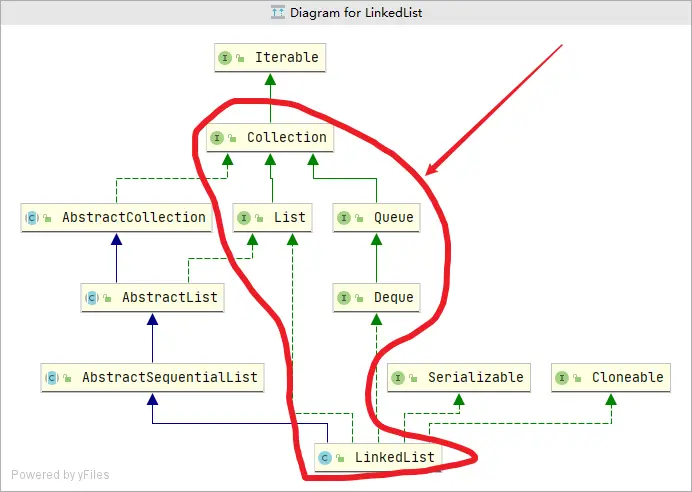 Diagram for LinkedList
Iterable
Collection
AbstractCollection
List
Queue
AbstractList
Deque
AbstractSequentialList
Serializable
Cloneable
LinkedList
Powered by yFiles